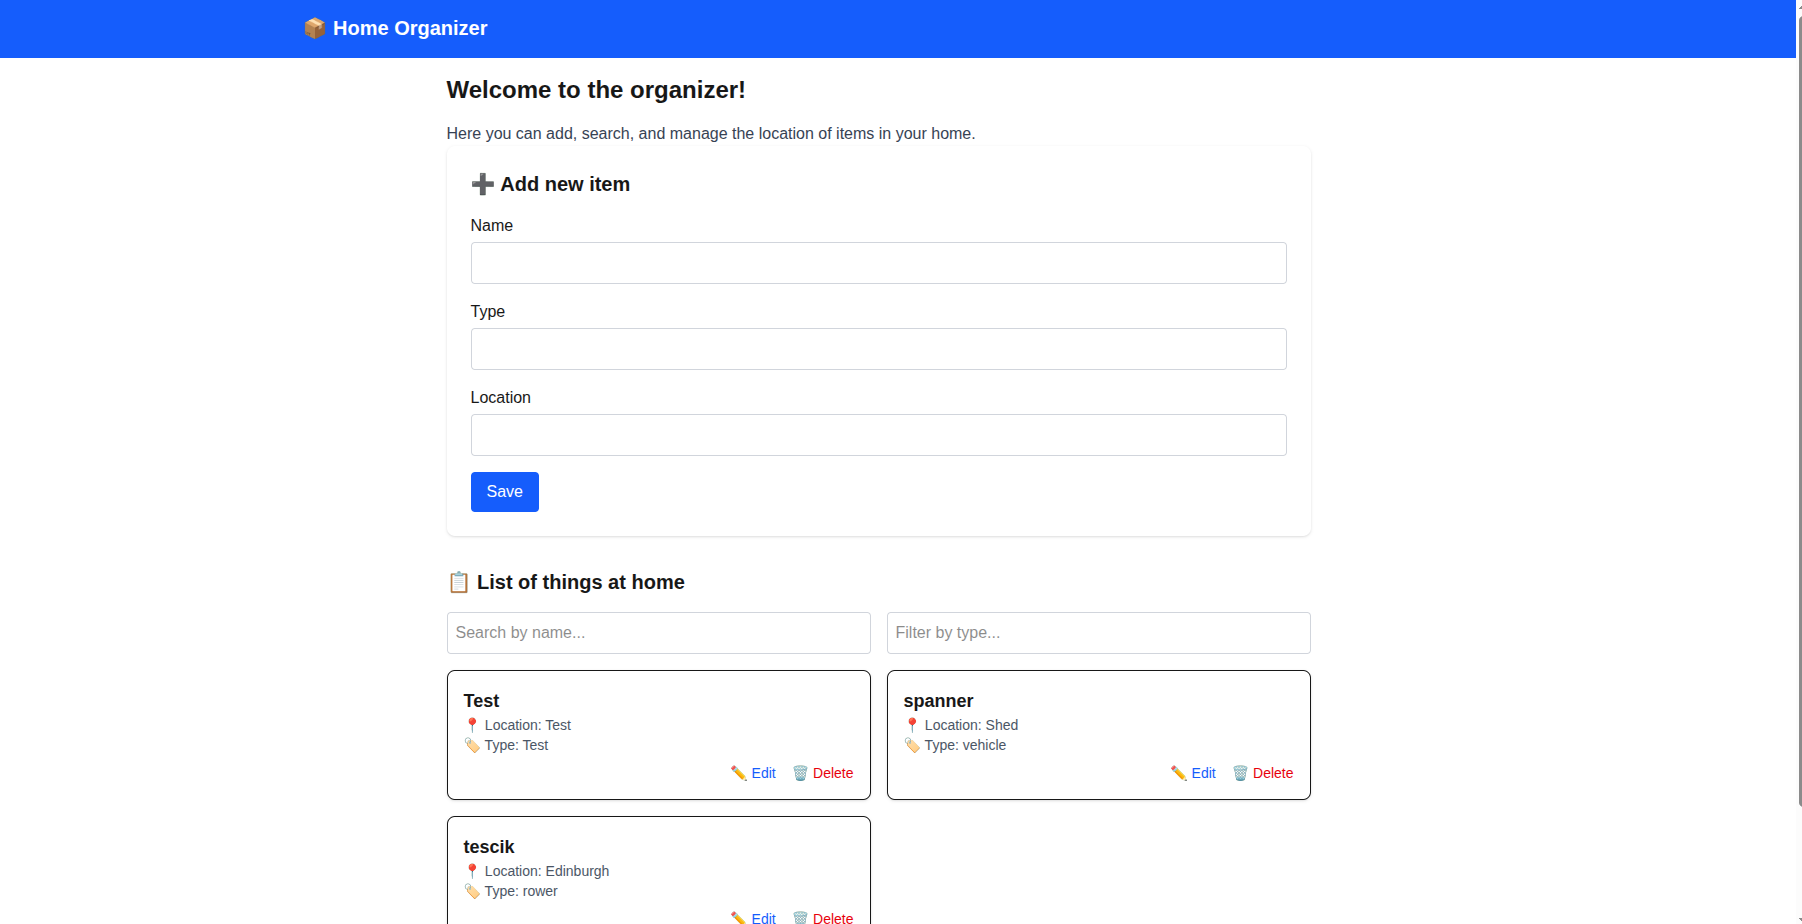 📦 Home Organizer
Welcome to the organizer!
Here you can add, search, and manage the location of items in your home.
➕ Add new item
Name
Type
Location
Save
📋 List of things at home
Search by name...
Filter by type...
Test
📍 Location: Test
🏷️ Type: Test
✏️ Edit 🗑️ Delete
spanner
📍 Location: Shed
🏷️ Type: vehicle
✏️ Edit 🗑️ Delete
tescik
📍 Location: Edinburgh
🏷️ Type: rower
✏️ Edit 🗑️ Delete